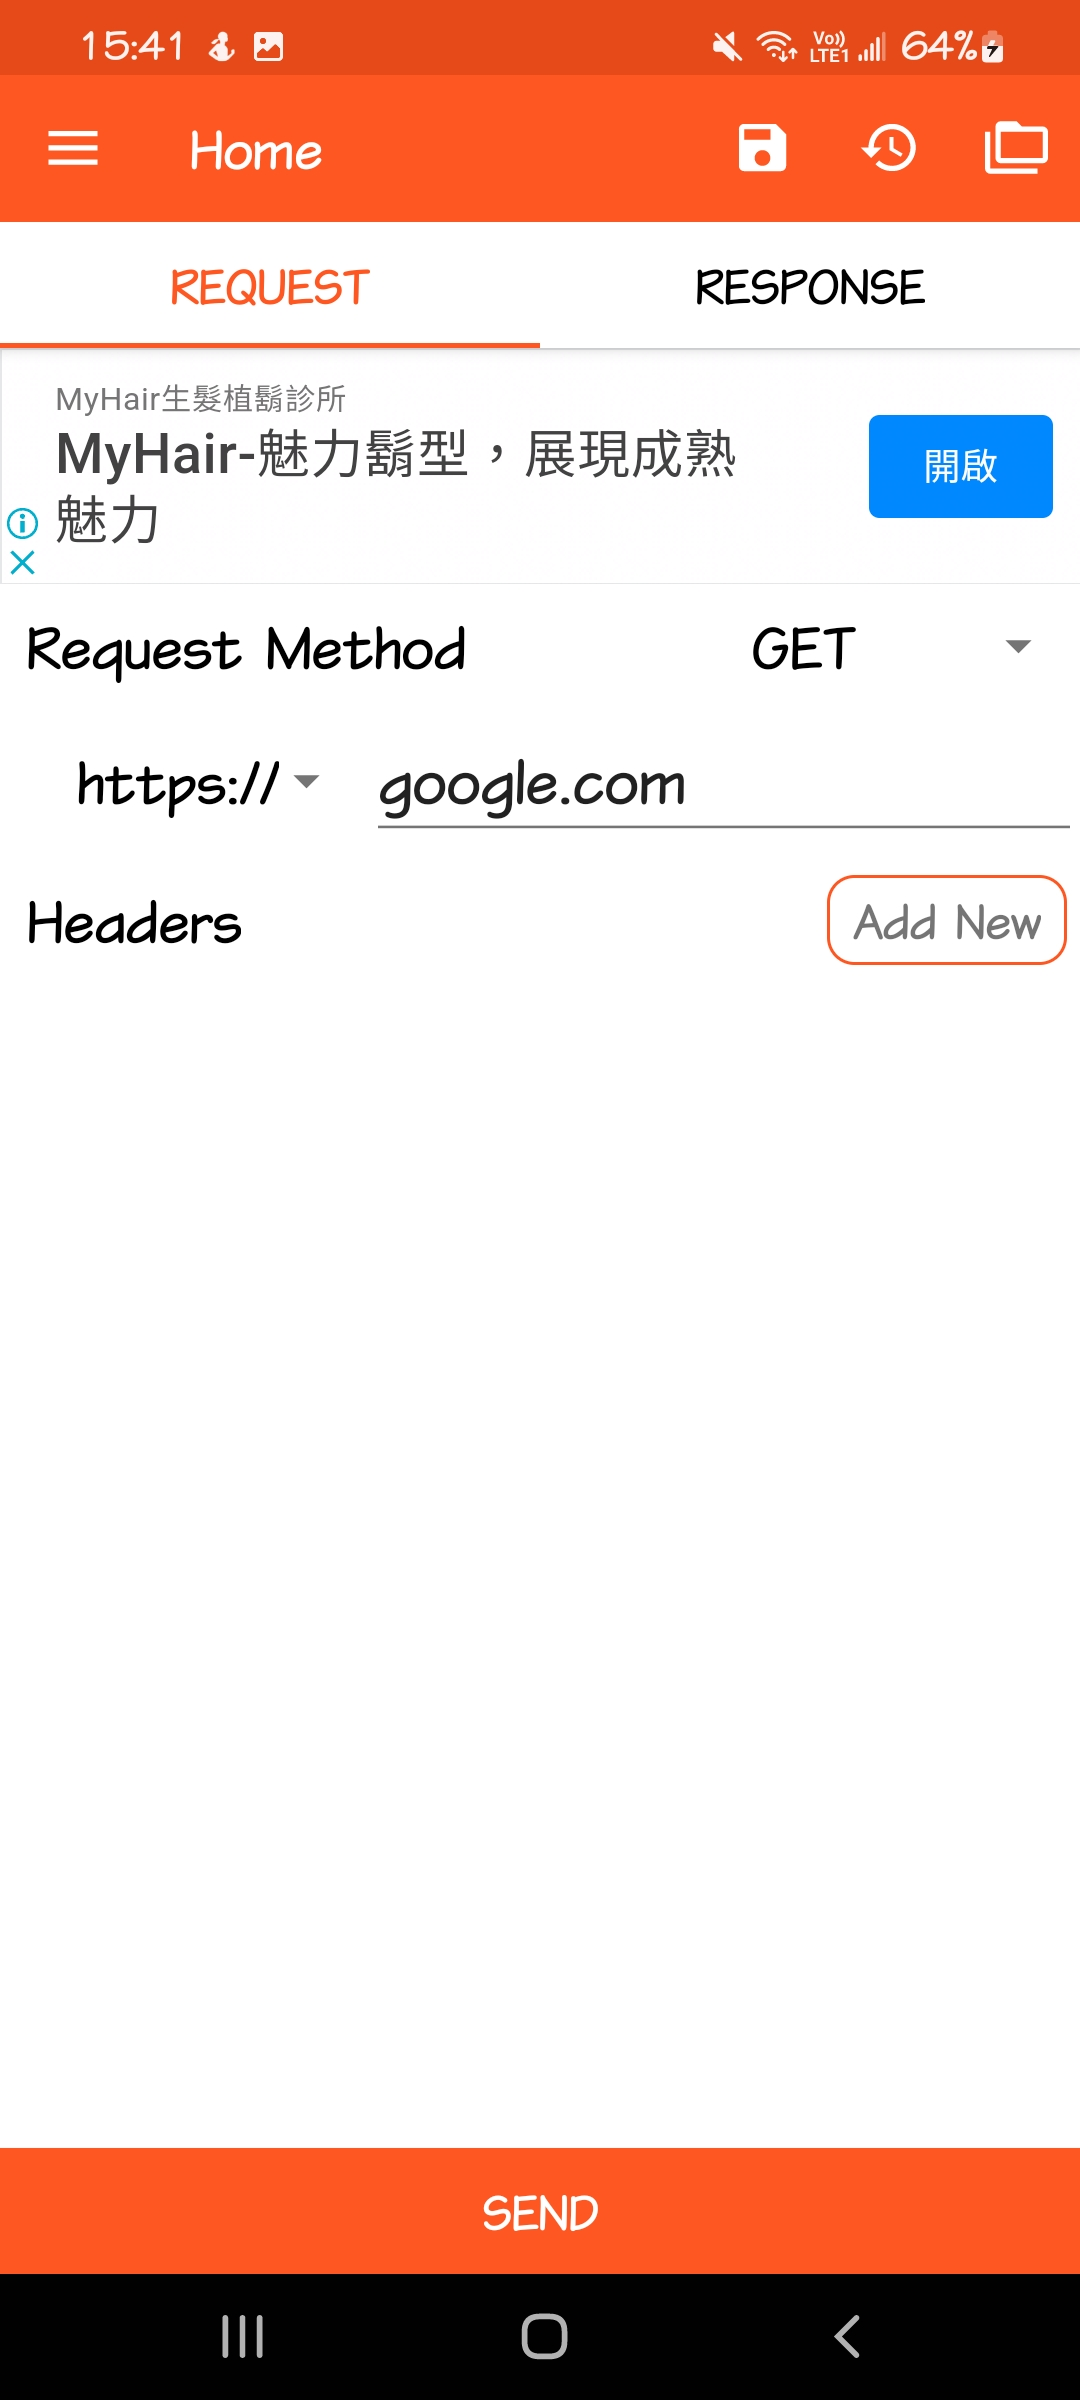 15:41
Vo))
LTE1
64%
Home
REQUEST
RESPONSE
MyHair生髮植鬍診所
MyHair-魅力鬍型，展現成熟
魅力
開啟
Request Method
GET
https://
google.com
Headers
Add New
SEND